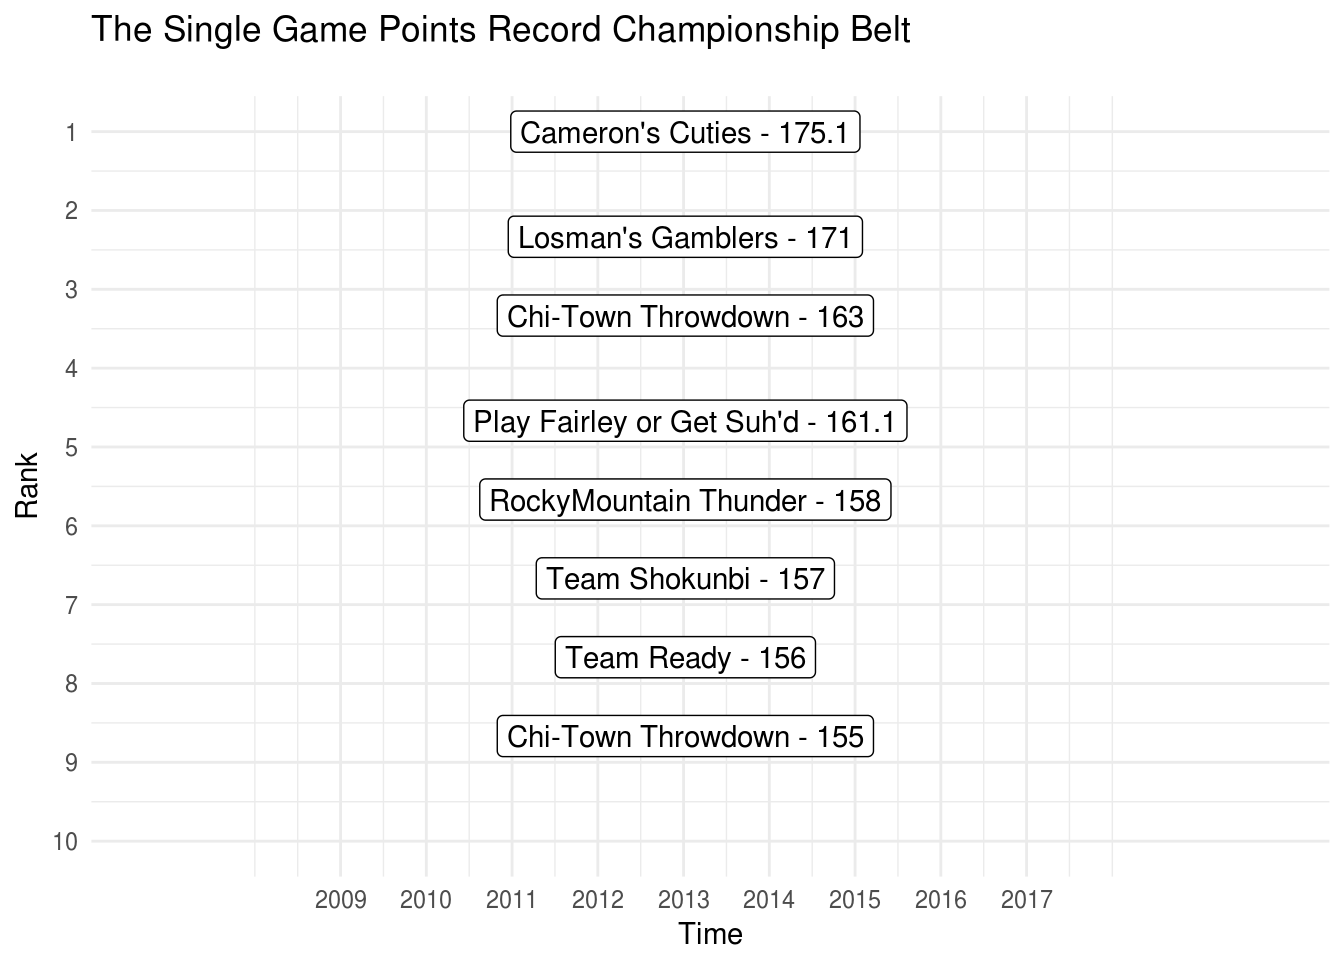 The Single Game Points Record Championship Belt
1
Cameron's Cuties - 175.1
2
Losman's Gamblers - 171
3
Chi-Town Throwdown - 163
4
Play Fairley or Get Suh'd - 161.1
5
RockyMountain Thunder - 158
6
Team Shokunbi - 157
7
Team Ready - 156
8
Chi-Town Throwdown - 155
9
10
Rank
2009 2010 2011 2012 2013 2014 2015 2016 2017
Time